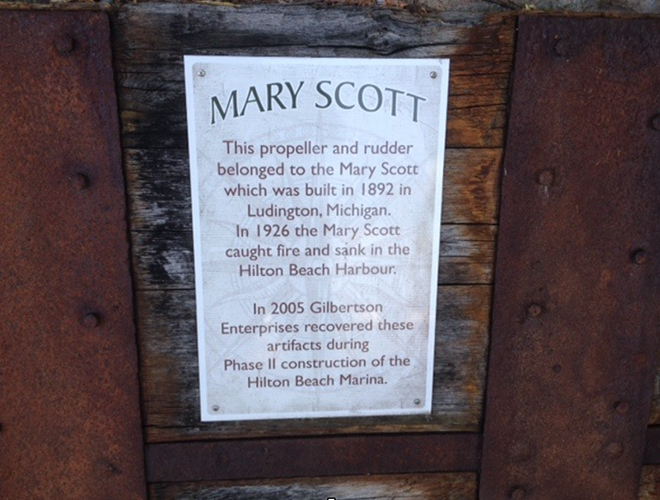 MARY SCOTT
This propeller and rudder
belonged to the Mary Scott
which was built in 1892 in
Ludington, Michigan.
In 1926 the Mary Scott
caught fire and sank in the
Hilton Beach Harbour.
In 2005 Gilbertson
Enterprises recovered these
artifacts during
Phase II construction of the
Hilton Beach Marina.